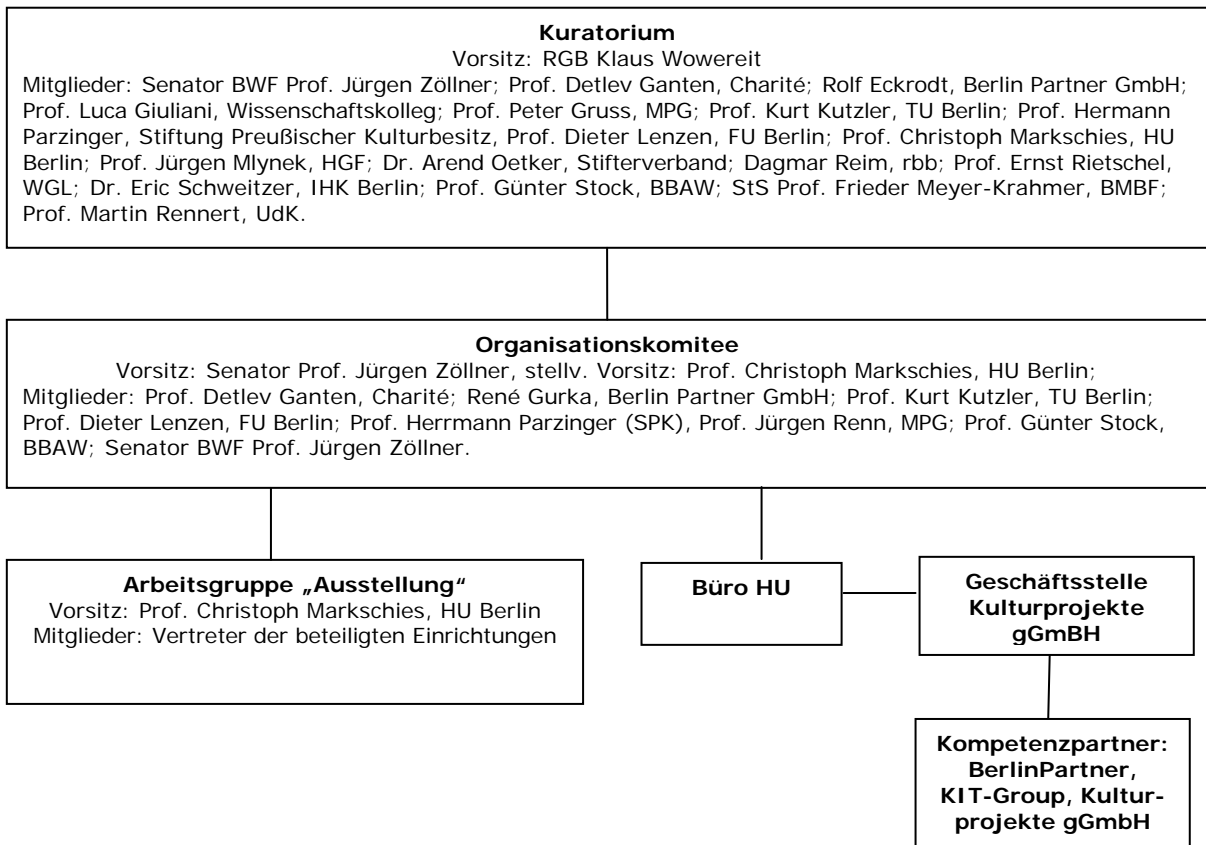 Kuratorium
Vorsitz: RGB Klaus Wowereit
Mitglieder: Senator BWF Prof. Jürgen Zöllner; Prof. Detlev Ganten, Charité; Rolf Eckrodt, Berlin Partner GmbH;
Prof. Luca Giuliani, Wissenschaftskolleg; Prof. Peter Gruss, MPG; Prof. Kurt Kutzler, TU Berlin; Prof. Hermann
Parzinger, Stiftung Preußischer Kulturbesitz, Prof. Dieter Lenzen, FU Berlin; Prof. Christoph Markschies, HU
Berlin; Prof. Jürgen Mlynek, HGF; Dr. Arend Oetker, Stifterverband; Dagmar Reim, rbb; Prof. Ernst Rietschel,
WGL; Dr. Eric Schweitzer, IHK Berlin; Prof. Günter Stock, BBAW; StS Prof. Frieder Meyer-Krahmer, BMBF;
Prof. Martin Rennert, UdK.
Organisationskomitee
Vorsitz: Senator Prof. Jürgen Zöllner, stellv. Vorsitz: Prof. Christoph Markschies, HU Berlin;
Mitglieder: Prof. Detlev Ganten, Charité; René Gurka, Berlin Partner GmbH; Prof. Kurt Kutzler, TU Berlin;
Prof. Dieter Lenzen, FU Berlin; Prof. Herrmann Parzinger (SPK), Prof. Jürgen Renn, MPG; Prof. Günter Stock,
BBAW; Senator BWF Prof. Jürgen Zöllner.
Arbeitsgruppe „Ausstellung“
Vorsitz: Prof. Christoph Markschies, HU Berlin
Mitglieder: Vertreter der beteiligten Einrichtungen
Büro HU
Geschäftsstelle
Kulturprojekte
gGmBH
Kompetenzpartner:
BerlinPartner,
KIT-Group, Kultur-
projekte gGmbH